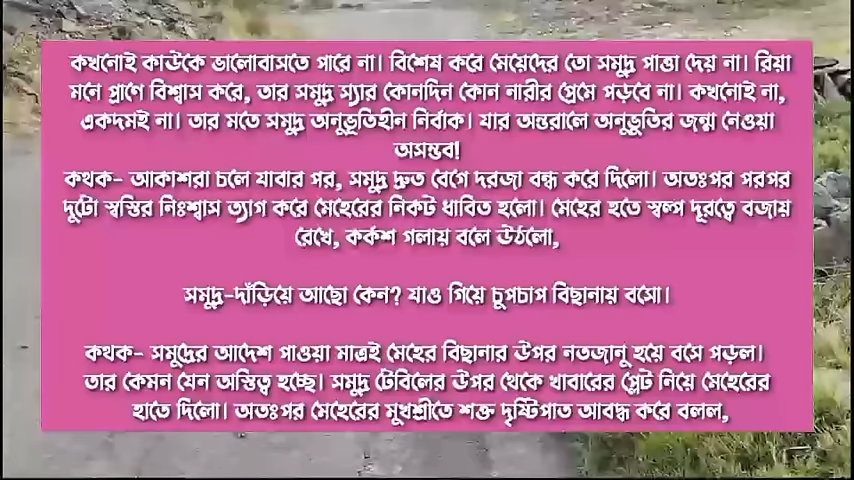 কখনোই কাউকে ভালোবাসতে পারে না। বিশেষ করে মেয়েদের তো সমুদ্র পাত্তা দেয় না। রিয়া
মনে প্রাণে বিশ্বাস করে, তার সমুদ্র স্যার কোনদিন কোন নারীর প্রেমে পড়বে না। কখনোই না,
একদমই না। তার মতে সমুদ্র অনুভূতিহীন নির্বাক। যার অন্তরালে অনুভুতির জন্ম নেওয়া
অসম্ভব!
কথক- আকাশরা চলে যাবার পর, সমুদ্র দ্রুত বেগে দরজা বন্ধ করে দিলো। অতঃপর পরপর
দুটো স্বস্তির নিঃশ্বাস ত্যাগ করে মেহেরের নিকট ধাবিত হলো। মেহের হতে স্বল্প দূরত্বে বজায়
রেখে, কর্কশ গলায় বলে উঠলো,
সমুদ্র-দাঁড়িয়ে আছো কেন? যাও গিয়ে চুপচাপ বিছানায় বসো।
কথক- সমুদ্রের আদেশ পাওয়া মাত্রই মেহের বিছানার উপর নতজানু হয়ে বসে পড়ল।
তার কেমন যেন অস্তিত্ব হচ্ছে। সমুদ্র টেবিলের উপর থেকে খাবারের প্লেট নিয়ে মেহেরের
হাতে দিলো। অতঃপর মেহেরের মুখশ্রীতে শক্ত দৃষ্টিপাত আবদ্ধ করে বলল,